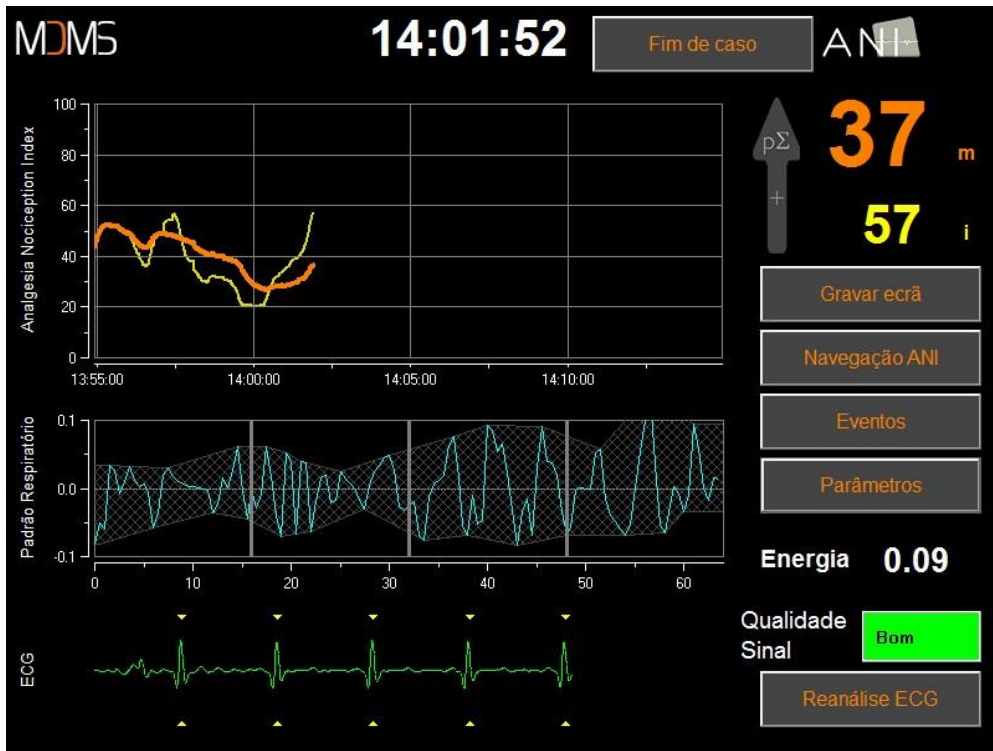 MDMS
14:01:52
Fim de caso
ANI
Analgesia Nociception Index
100
80
60
40
20
0
13:55:00
14:00:00
14:05:00
14:10:00
pΣ
+
37 m
57 i
Gravar ecrã
Navegação ANI
Eventos
Parâmetros
Padrão Respiratório
0.1
0.0
-0.1
0
10
20
30
40
50
60
Energia 0.09
ECG
Qualidade
Sinal
Bom
Reanálise ECG